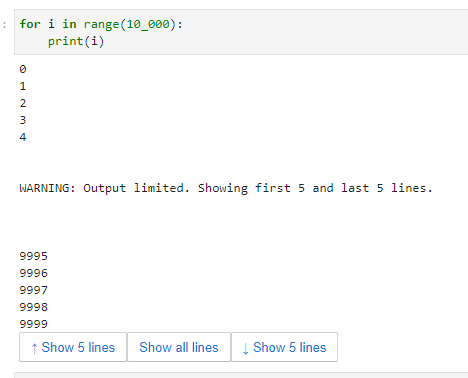 :
for i in range(10_000):
    print(i)
0
1
2
3
4
WARNING: Output limited. Showing first 5 and last 5 lines.
9995
9996
9997
9998
9999
↑ Show 5 lines Show all lines ↓ Show 5 lines